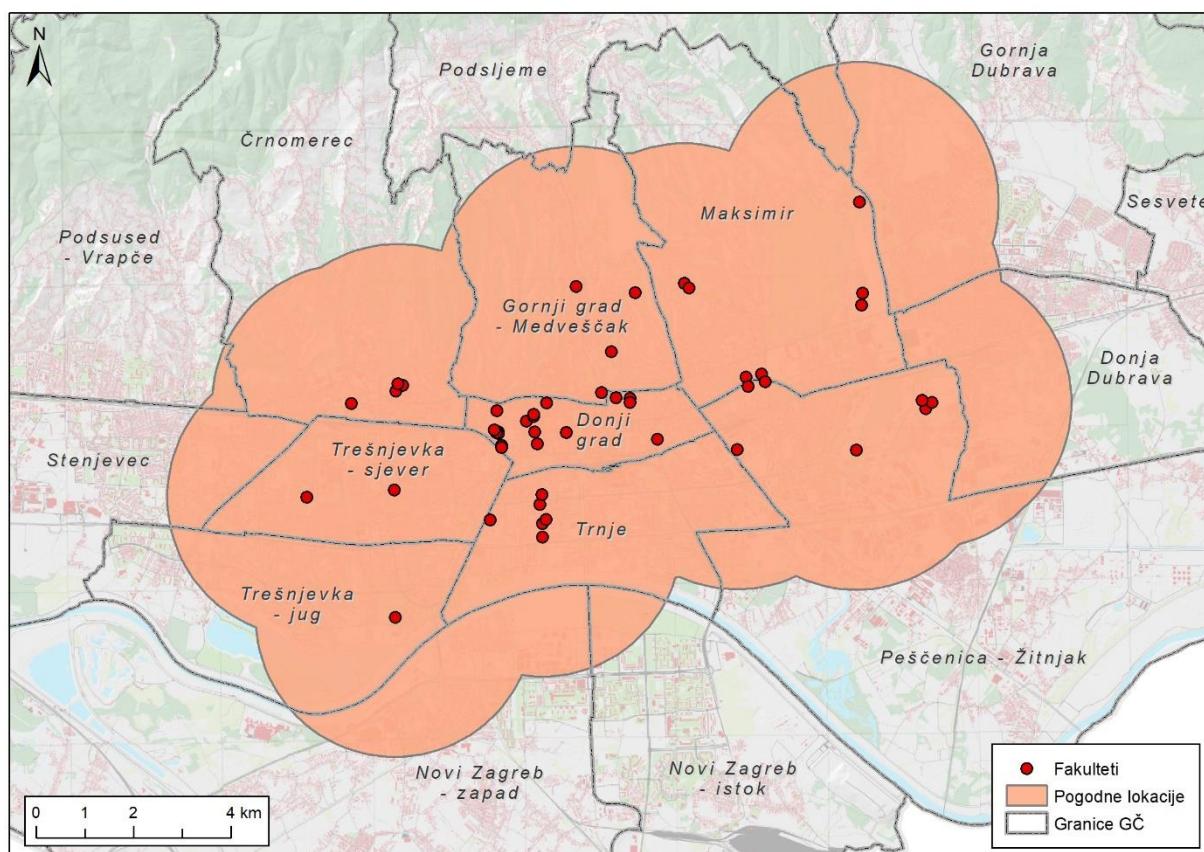 N
Podsljeme
Gornja
Dubrava
Črnomerec
Sesvete
Maksimir
Podsused
- Vrapče
Gornji grad
- Medveščak
Donja
Dubrava
Donji
grad
Trešnjevka
- sjever
Stenjevec
Trnje
Trešnjevka
- jug
Peščenica - Žitnjak
Novi Zagreb
- zapad
Novi Zagreb
- istok
0 1 2 4 km
Fakulteti
Pogodne lokacije
Granice GČ